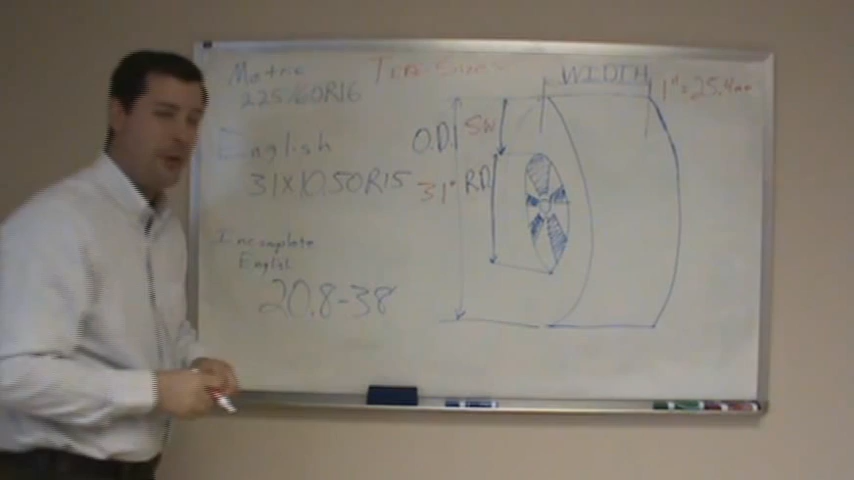 Metric
225/60R16
English
31X10.50R15
Incomplete
English
20.8-38
Tire Sizes
WIDTH
1"=25.4mm
O.D.
SW
31"
R.D.